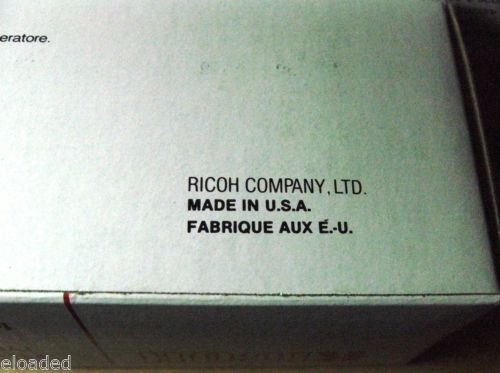 eratore.
RICOH COMPANY, LTD.
MADE IN U.S.A.
FABRIQUE AUX É.-U.
eloaded